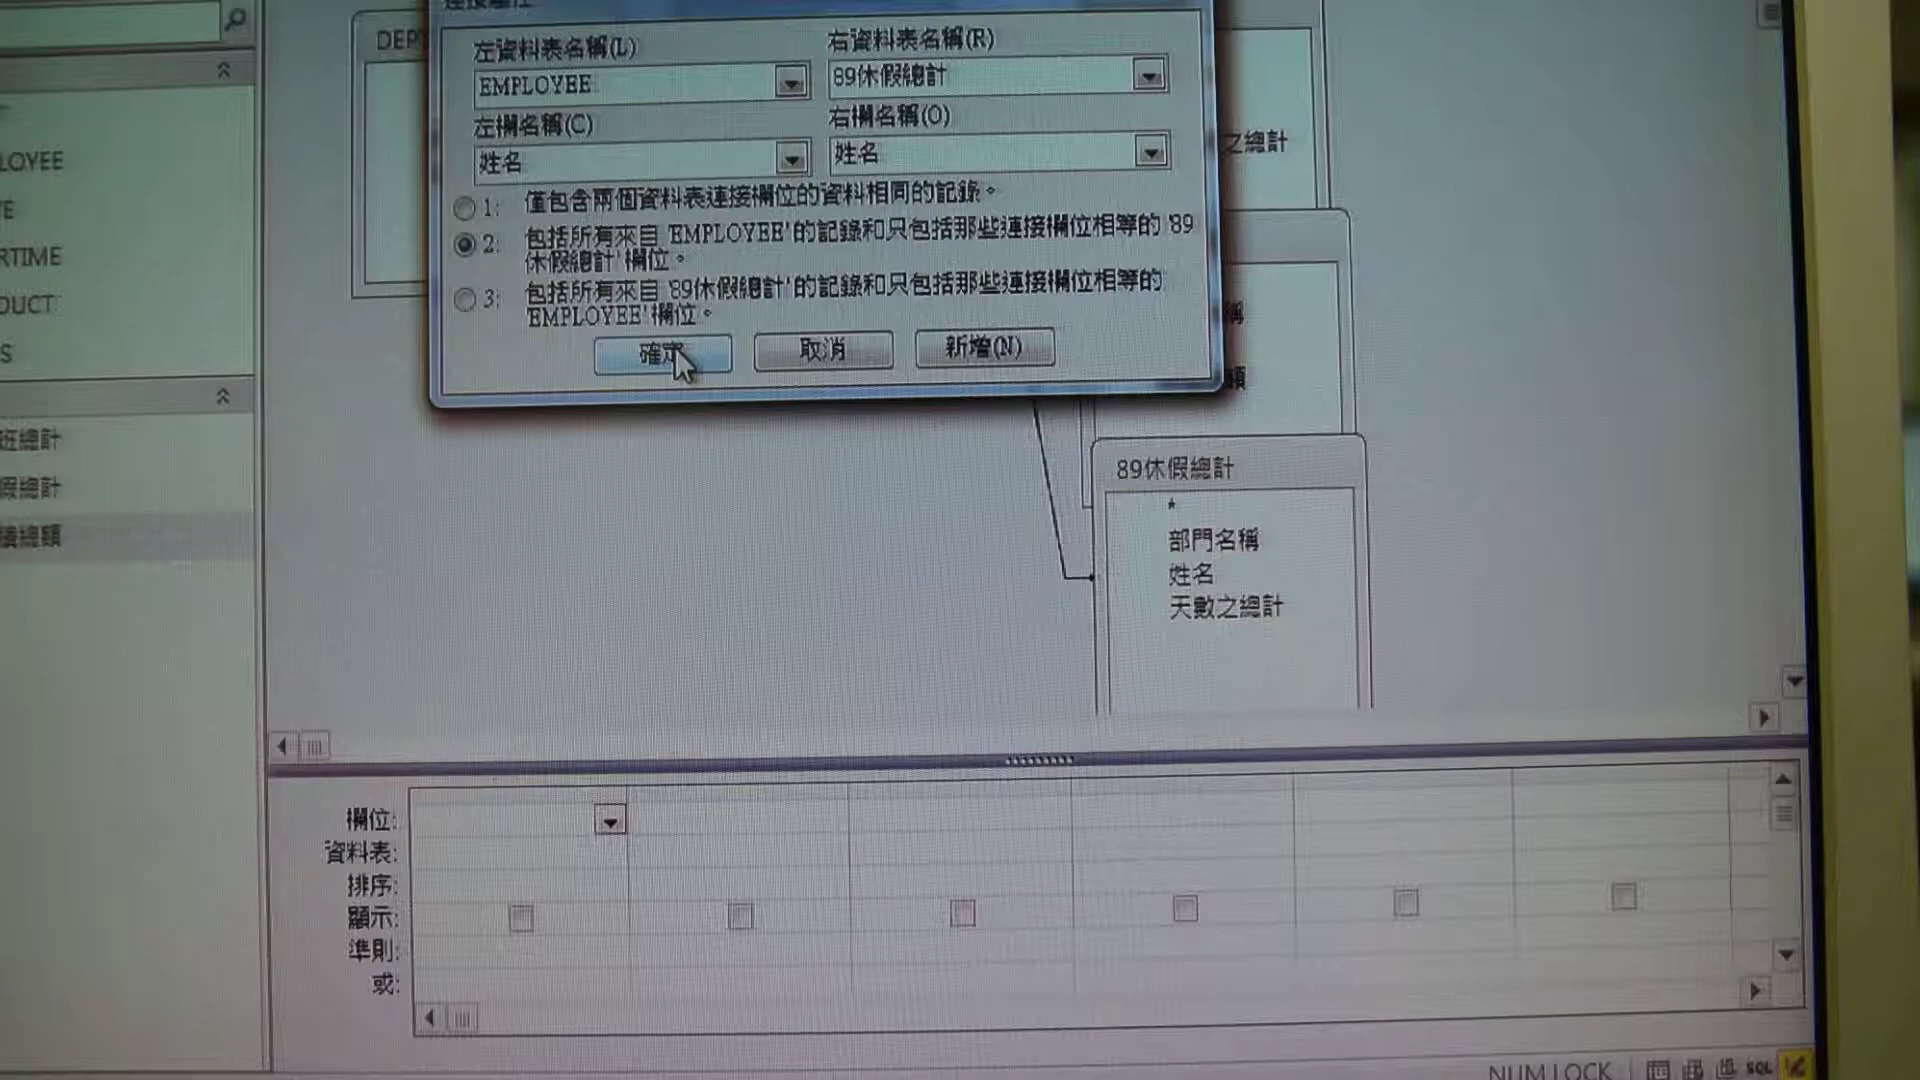 DEPT
左資料表名稱(L)
右資料表名稱(R)
EMPLOYEE
89休假總計
左欄名稱(C)
右欄名稱(O)
姓名
姓名
1: 僅包含兩個資料表連接欄位的資料相同的記錄。
2: 包括所有來自 'EMPLOYEE' 的記錄和只包括那些連接欄位相等的 '89
休假總計' 欄位。
3: 包括所有來自 '89休假總計' 的記錄和只包括那些連接欄位相等的
'EMPLOYEE' 欄位。
確定
取消
新增(N)
之總計
稱
額
LOYEE
E
RTIME
DUCT
S
班總計
假總計
績總額
89休假總計
*
部門名稱
姓名
天數之總計
欄位:
資料表:
排序:
顯示:
準則:
或:
NUM LOCK
SQL